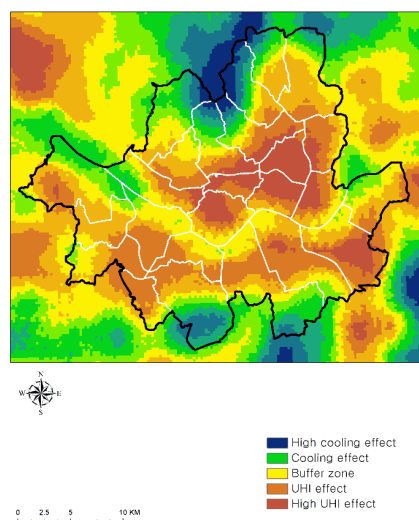 N
W E
S
High cooling effect
Cooling effect
Buffer zone
UHI effect
High UHI effect
0 2.5 5 10 KM